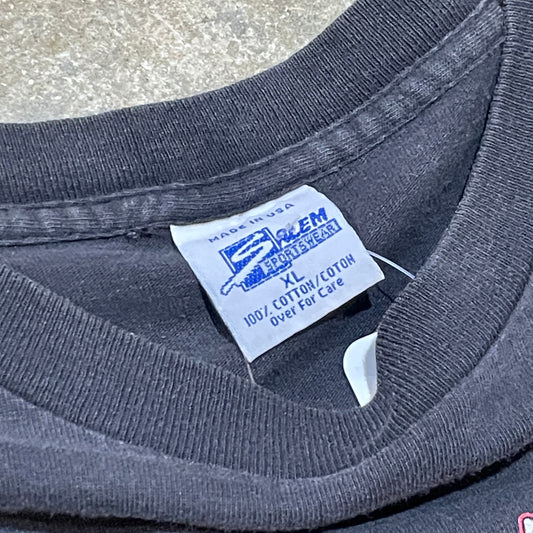 MADE IN USA
SALEM
SPORTSWEAR
XL
100% COTTON/COTON
Over For Care